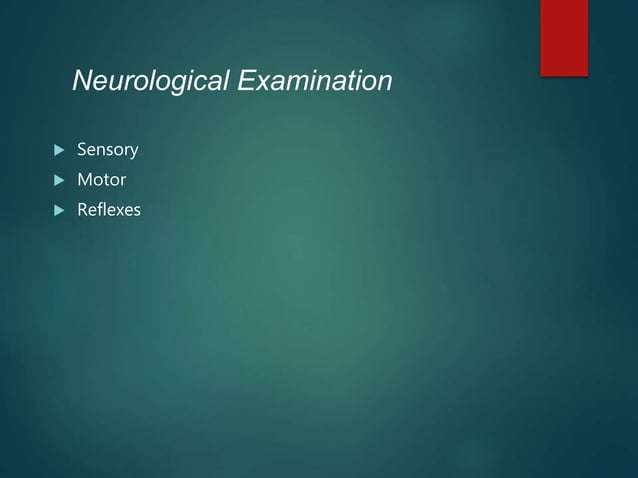 Neurological Examination
Sensory
Motor
Reflexes